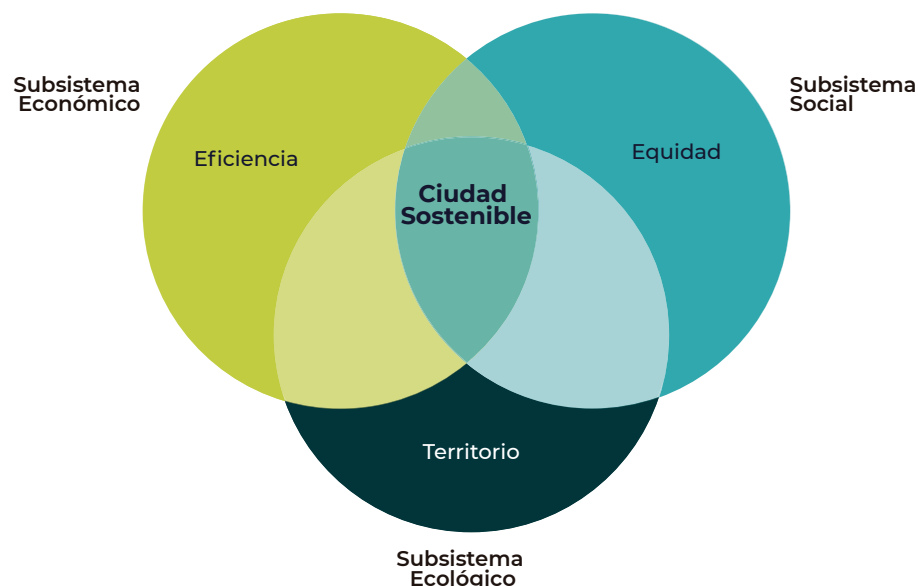 Subsistema
Económico
Subsistema
Social
Eficiencia
Equidad
Ciudad
Sostenible
Territorio
Subsistema
Ecológico